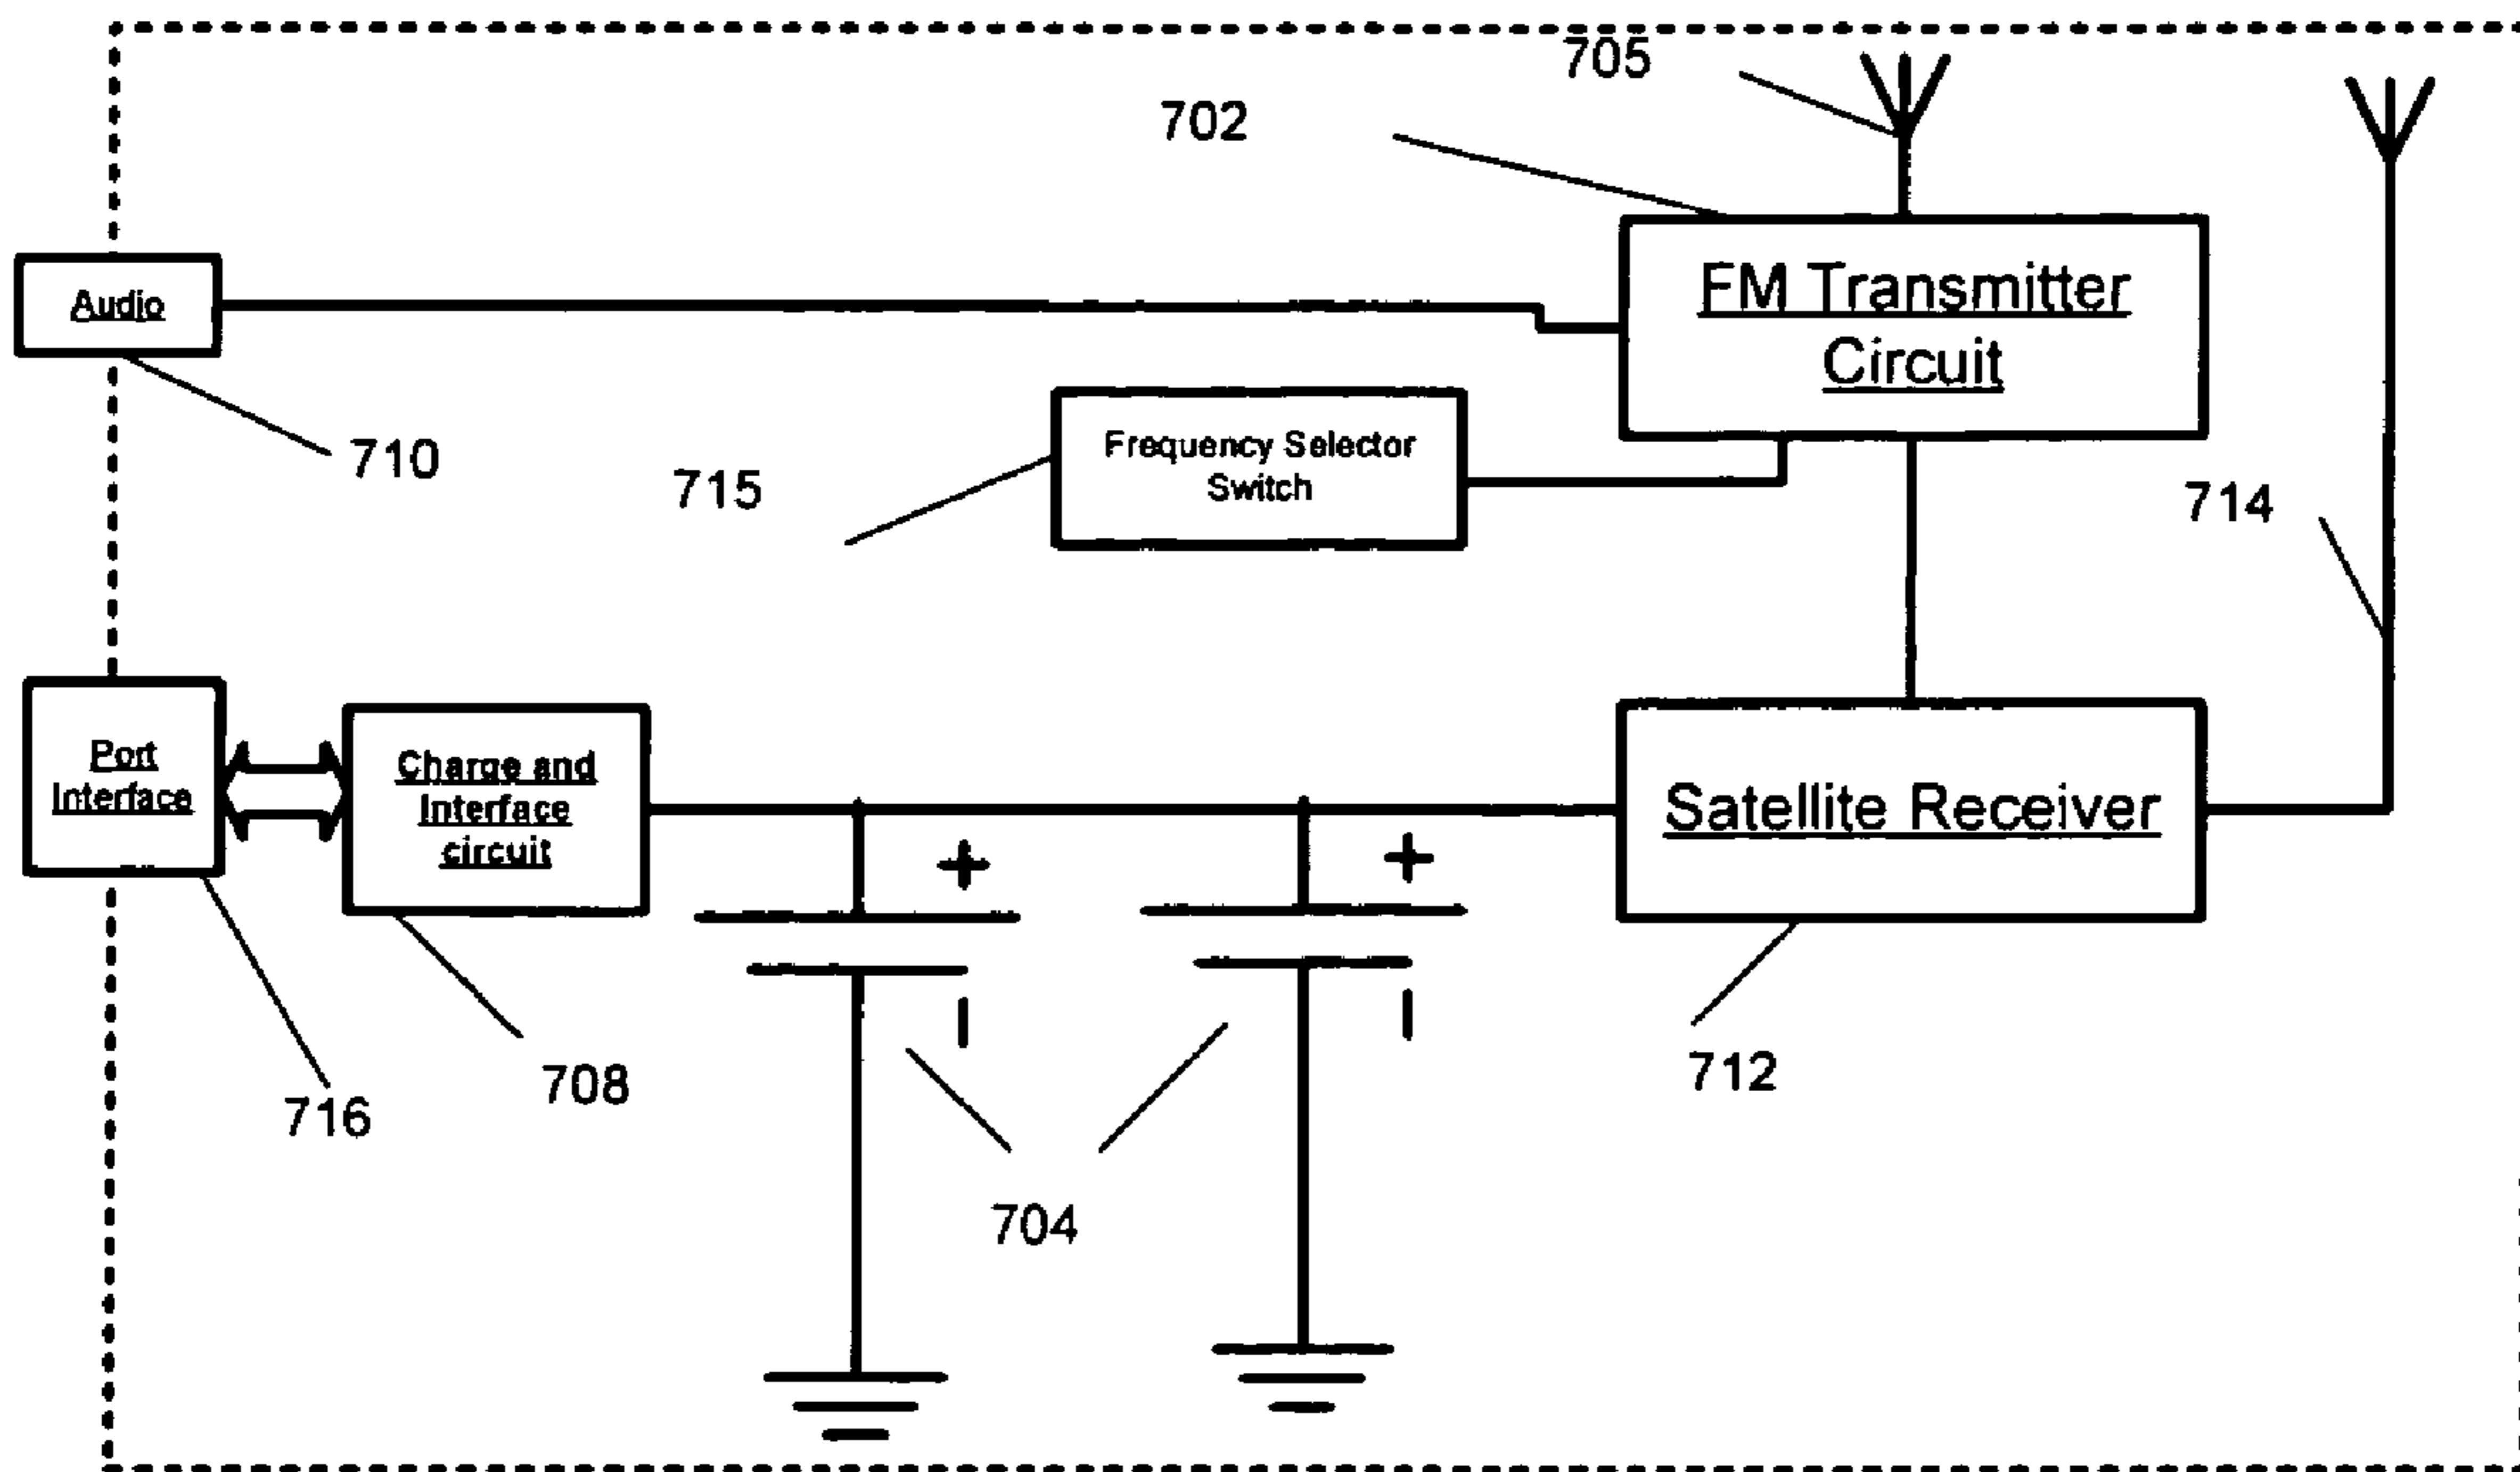 705
702
FM Transmitter
Circuit
Audio
710
Frequency Selector
Switch
715
714
Port
Interface
Charge and
Interface
circuit
+
+
Satellite Receiver
708
716
704
712